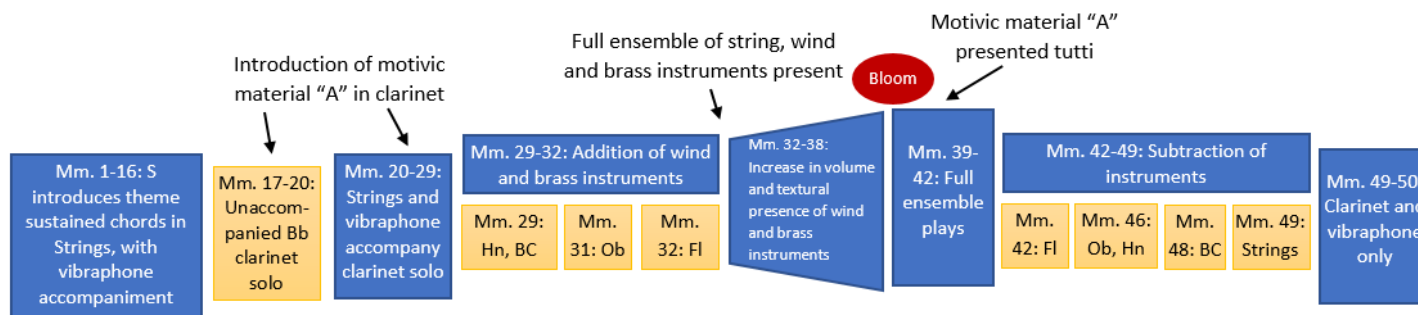 Introduction of motivic
material “A” in clarinet
Full ensemble of string, wind
and brass instruments present
Bloom
Motivic material “A”
presented tutti
Mm. 1-16: S
introduces theme
sustained chords in
Strings, with
vibraphone
accompaniment
Mm. 17-20:
Unaccom-
panied Bb
clarinet
solo
Mm. 20-29:
Strings and
vibraphone
accompany
clarinet solo
Mm. 29-32: Addition of wind
and brass instruments
Mm. 29:
Hn, BC
Mm.
31: Ob
Mm.
32: Fl
Mm. 32-38:
Increase in volume
and textural
presence of wind
and brass
instruments
Mm. 39-
42: Full
ensemble
plays
Mm. 42-49: Subtraction of
instruments
Mm.
42: Fl
Mm. 46:
Ob, Hn
Mm.
48: BC
Mm. 49:
Strings
Mm. 49-50:
Clarinet and
vibraphone
only